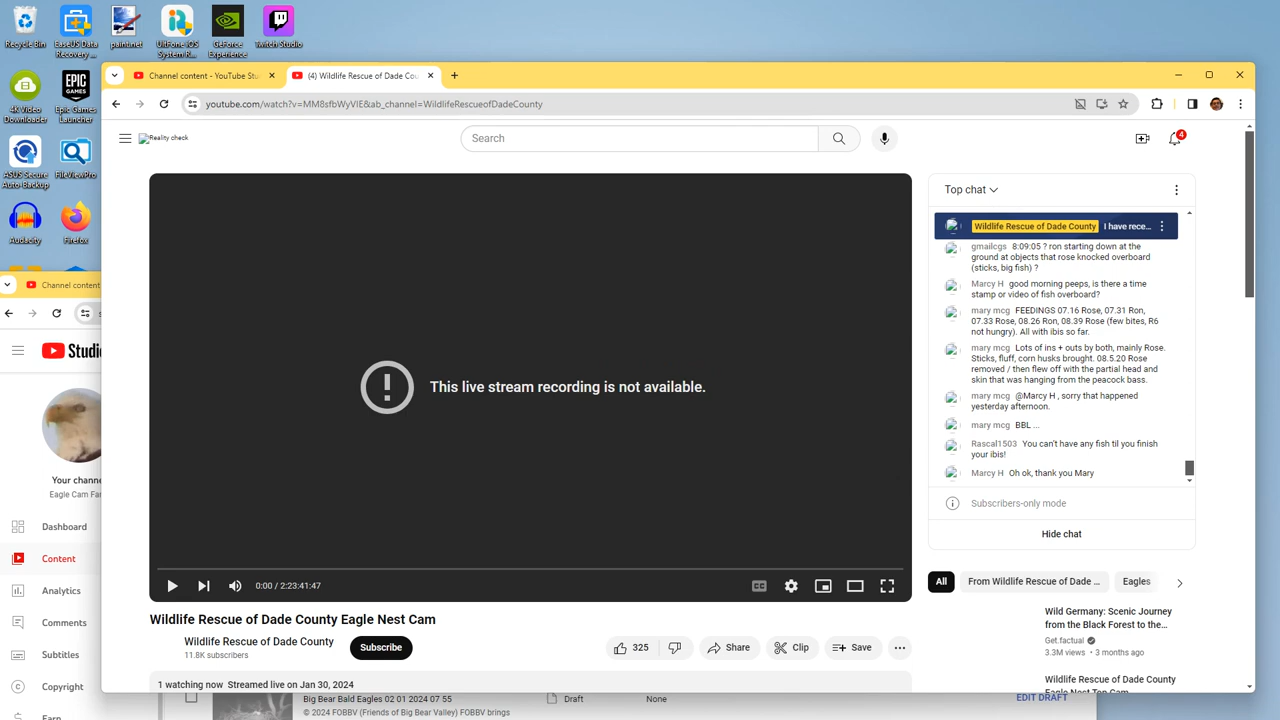 Recycle Bin
EaseUS Data
Recovery ...
paint.net
UltFone iOS
System R...
GeForce
Experience
Twitch Studio
4K Video
Downloader
Epic Games
Launcher
ASUS Secure
Auto-Backup
FileViewPro
Audacity
Firefox
Channel content - YouTube Stu
(4) Wildlife Rescue of Dade Cou
youtube.com/watch?v=MM8sfbWyVIE&ab_channel=WildlifeRescueofDadeCounty
Reality check
Search
4
This live stream recording is not available.
0:00 / 2:23:41:47
Wildlife Rescue of Dade County Eagle Nest Cam
Wildlife Rescue of Dade County
11.8K subscribers
Subscribe
325
Share
Clip
Save
1 watching now Streamed live on Jan 30, 2024
Top chat
Wildlife Rescue of Dade County I have rece...
gmailcgs 8:09:05 ? ron starting down at the
ground at objects that rose knocked overboard
(sticks, big fish) ?
Marcy H good morning peeps, is there a time
stamp or video of fish overboard?
mary mcg FEEDINGS 07.16 Rose, 07.31 Ron,
07.33 Rose, 08.26 Ron, 08.39 Rose (few bites, R6
not hungry). All with ibis so far.
mary mcg Lots of ins + outs by both, mainly Rose.
Sticks, fluff, corn husks brought. 08.5.20 Rose
removed / then flew off with the partial head and
skin that was hanging from the peacock bass.
mary mcg @Marcy H , sorry that happened
yesterday afternoon.
mary mcg BBL ...
Rascal1503 You can't have any fish til you finish
your ibis!
Marcy H Oh ok, thank you Mary
Subscribers-only mode
Hide chat
All
From Wildlife Rescue of Dade ...
Eagles
Wild Germany: Scenic Journey
from the Black Forest to the...
Get.factual
3.3M views • 3 months ago
Wildlife Rescue of Dade County
Eagle Nest Top Cam
Channel content
Studio
Your channe
Eagle Cam Fan
Dashboard
Content
Analytics
Comments
Subtitles
Copyright
Earn
Big Bear Bald Eagles 02 01 2024 07 55
© 2024 FOBBV (Friends of Big Bear Valley) FOBBV brings
Draft
None
EDIT DRAFT